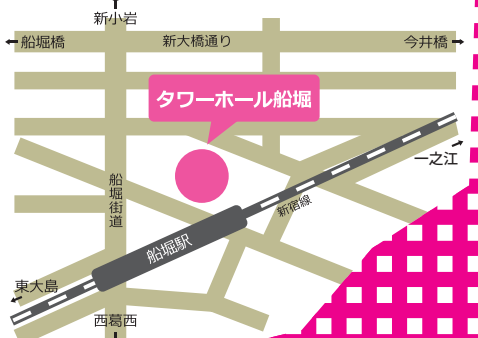 新小岩
船堀橋
新大橋通り
今井橋
タワーホール船堀
一之江
船堀街道
新宿線
船堀駅
東大島
西葛西